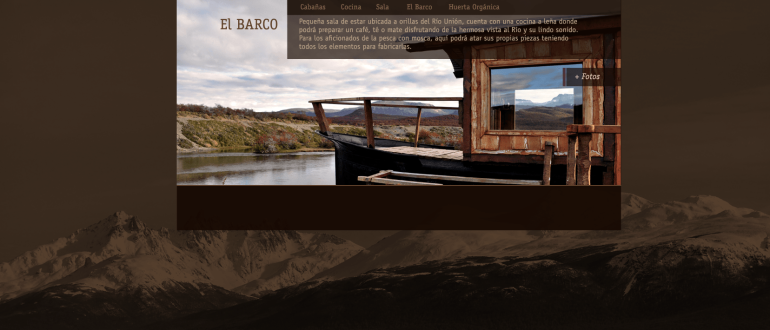 Cabañas Cocina Sala El Barco Huerta Orgánica
El BARCO
Pequeña sala de estar ubicada a orillas del Río Unión, cuenta con una cocina a leña donde
podrá preparar un café, té o mate disfrutando de la hermosa vista al Río y su lindo sonido.
Para los aficionados de la pesca con mosca, aquí podrá atar sus propias piezas teniendo
todos los elementos para fabricarlas.
+ Fotos